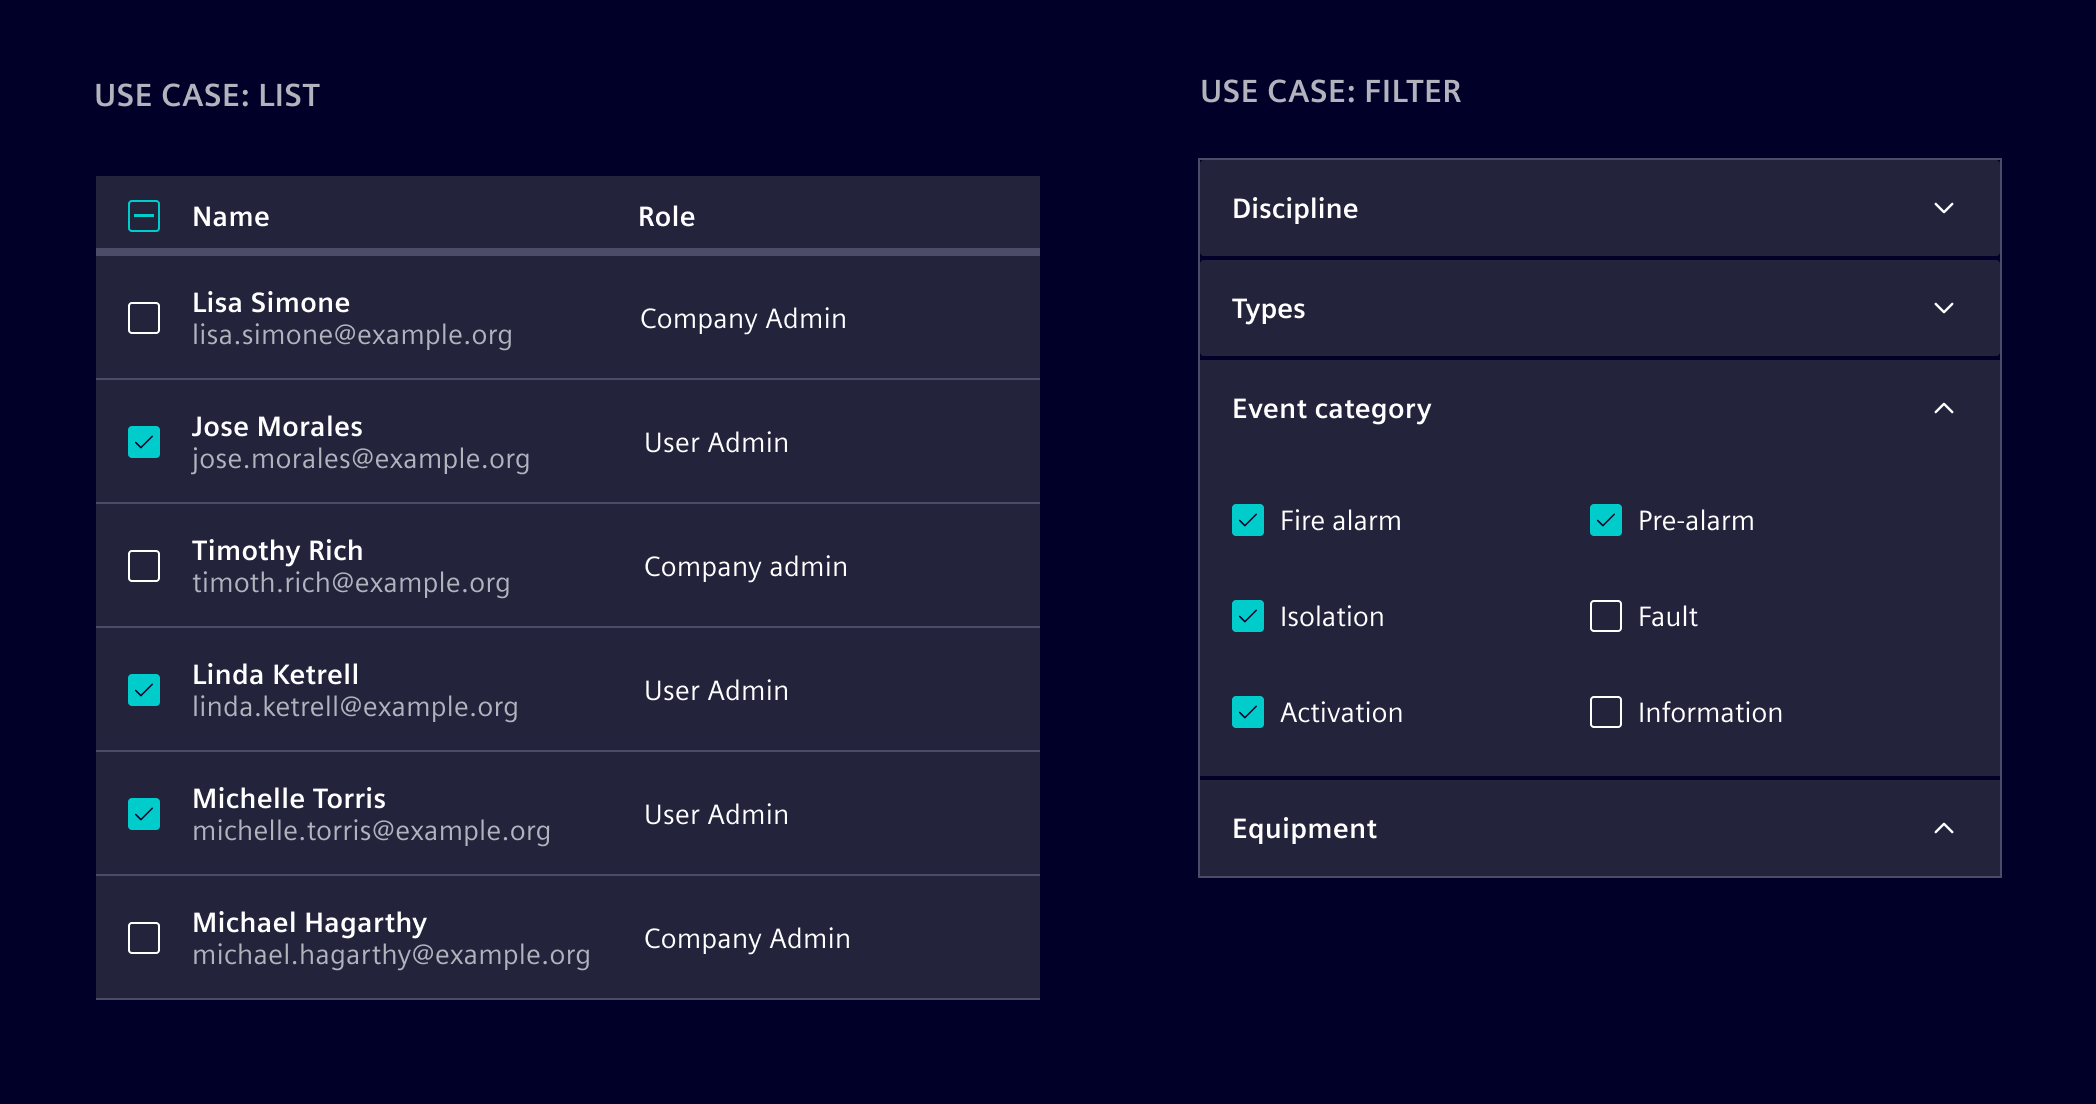 USE CASE: LIST
Name Role
Lisa Simone
lisa.simone@example.org
Company Admin
Jose Morales
jose.morales@example.org
User Admin
Timothy Rich
timoth.rich@example.org
Company admin
Linda Ketrell
linda.ketrell@example.org
User Admin
Michelle Torris
michelle.torris@example.org
User Admin
Michael Hagarthy
michael.hagarthy@example.org
Company Admin
USE CASE: FILTER
Discipline
Types
Event category
Fire alarm Pre-alarm
Isolation Fault
Activation Information
Equipment